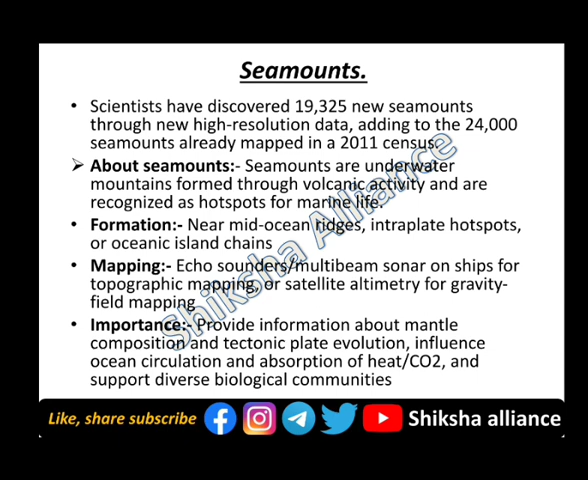 Seamounts.
• Scientists have discovered 19,325 new seamounts
through new high-resolution data, adding to the 24,000
seamounts already mapped in a 2011 census.
➢ About seamounts:- Seamounts are underwater
mountains formed through volcanic activity and are
recognized as hotspots for marine life.
• Formation:- Near mid-ocean ridges, intraplate hotspots,
or oceanic island chains
• Mapping:- Echo sounders/multibeam sonar on ships for
topographic mapping, or satellite altimetry for gravity-
field mapping
• Importance:- Provide information about mantle
composition and tectonic plate evolution, influence
ocean circulation and absorption of heat/CO2, and
support diverse biological communities
Shiksha Alliance
Like, share subscribe Shiksha alliance